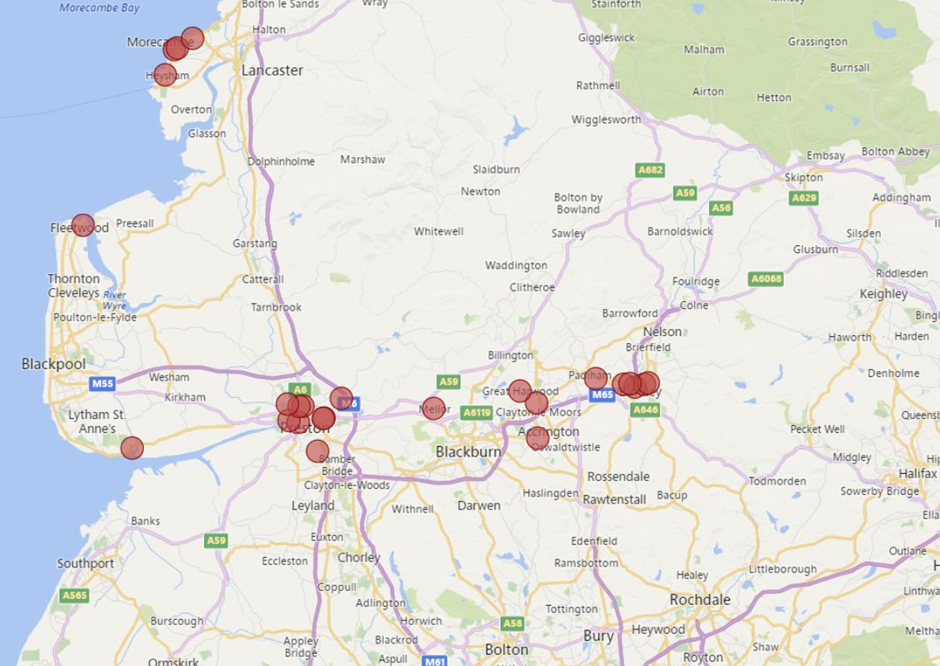 Morecambe Bay
Bolton le Sands
Wray
Stainforth
Halton
Giggleswick
Grassington
Malham
Burnsall
Lancaster
Heysham
Rathmell
Airton
Hetton
Overton
Wigglesworth
Glasson
Dolphinholme
Marshaw
Embsay
Bolton Abbey
Slaidburn
A682
Skipton
Newton
A59
A629
Addingham
Bolton by
Bowland
A56
Fleetwood
Preesall
Whitewell
Sawley
Barnoldswick
Silsden
Garstang
Glusburn
Waddington
Riddlesden
Thornton
Cleveleys
Catterall
Clitheroe
Foulridge
A6068
Keighley
River
Wyre
Tarnbrook
Colne
Poulton-le-Fylde
Barrowford
Nelson
Haworth
Harden
Brierfield
Billington
Blackpool
Denholme
Wesham
M55
A59
A6
Kirkham
M6
M65
A646
Lytham St.
Anne's
Mellor
A6119
Clayton-le-Moors
Pecket Well
Preston
Accrington
Oswaldtwistle
Blackburn
Midgley
Bamber
Bridge
Halifax
Clayton-le-Woods
Rossendale
Todmorden
Sowerby Bridge
Haslingden
Rawtenstall
Bacup
Leyland
Withnell
Darwen
Banks
Euxton
A59
Edenfield
Outlane
Southport
Eccleston
Chorley
Ramsbottom
Littleborough
Healey
Coppull
A565
Adlington
Rochdale
Tottington
Burscough
Horwich
A58
Heywood
Bury
Appley
Bridge
Blackrod
Bolton
Shaw
Ormskirk
Aspull
M61
Royton